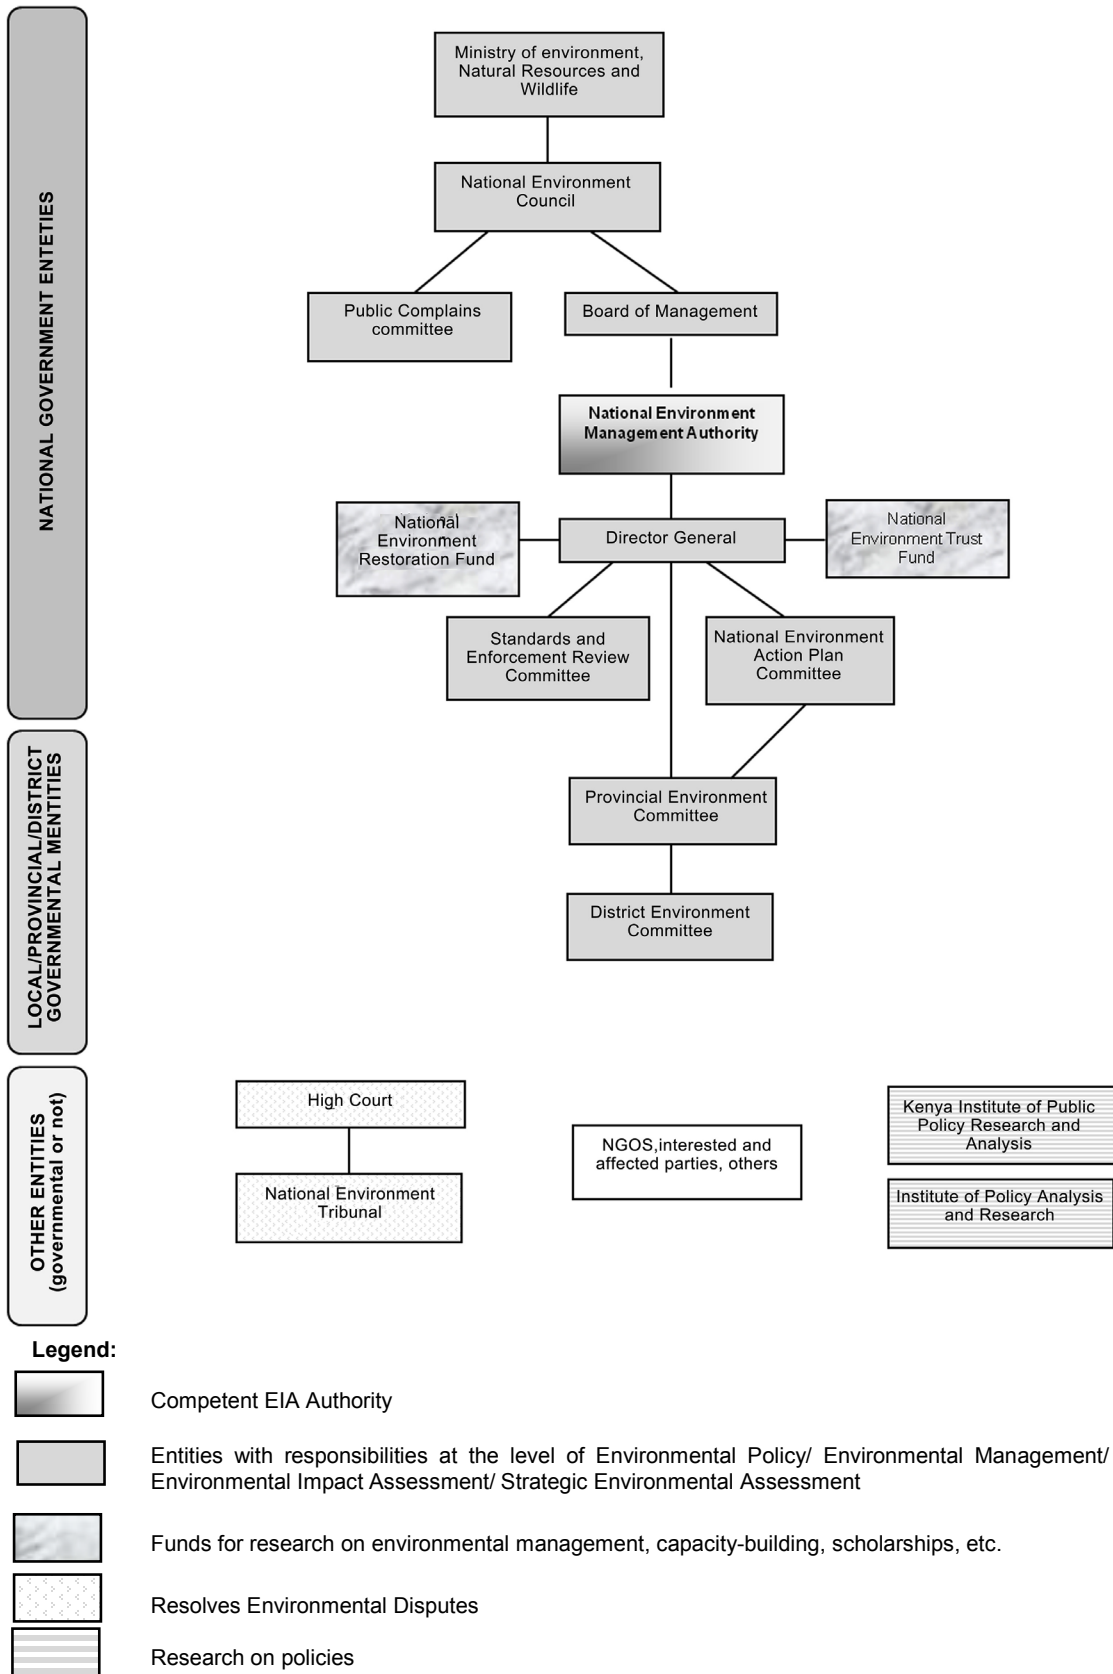 NATIONAL GOVERNMENT ENTETIES
Ministry of environment,
Natural Resources and
Wildlife
National Environment
Council
Public Complains
committee
Board of Management
National Environment
Management Authority
National
Environment
Restoration Fund
Director General
National
Environment Trust
Fund
Standards and
Enforcement Review
Committee
National Environment
Action Plan
Committee
LOCAL/PROVINCIAL/DISTRICT
GOVERNMENTAL MENTITIES
Provincial Environment
Committee
District Environment
Committee
OTHER ENTITIES
(governmental or not)
High Court
National Environment
Tribunal
NGOS,interested and
affected parties, others
Kenya Institute of Public
Policy Research and
Analysis
Institute of Policy Analysis
and Research
Legend:
Competent EIA Authority
Entities with responsibilities at the level of Environmental Policy/ Environmental Management/
Environmental Impact Assessment/ Strategic Environmental Assessment
Funds for research on environmental management, capacity-building, scholarships, etc.
Resolves Environmental Disputes
Research on policies